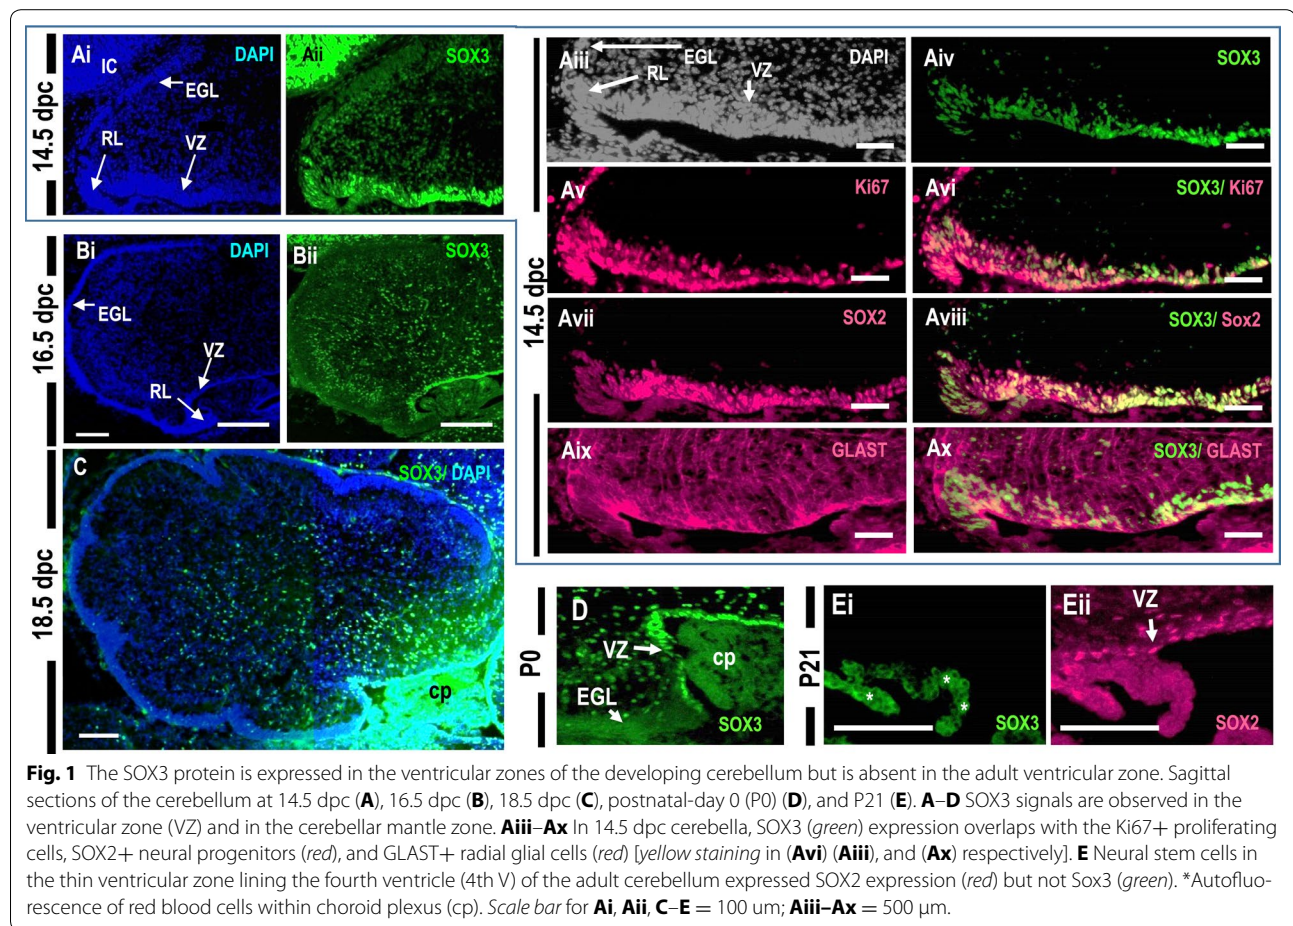 14.5 dpc
Ai
DAPI
IC
EGL
RL
VZ
Aii
SOX3
14.5 dpc
Aiii
EGL
RL
VZ
DAPI
Aiv
SOX3
Av
Ki67
Avi
SOX3/ Ki67
Avii
SOX2
Aviii
SOX3/ Sox2
Aix
GLAST
Ax
SOX3/ GLAST
16.5 dpc
Bi
DAPI
EGL
VZ
RL
Bii
SOX3
18.5 dpc
C
SOX3/ DAPI
cp
P0
D
VZ
cp
EGL
SOX3
P21
Ei
*
*
*
SOX3
Eii
VZ
SOX2
Fig. 1 The SOX3 protein is expressed in the ventricular zones of the developing cerebellum but is absent in the adult ventricular zone. Sagittal
sections of the cerebellum at 14.5 dpc (A), 16.5 dpc (B), 18.5 dpc (C), postnatal-day 0 (P0) (D), and P21 (E). A–D SOX3 signals are observed in the
ventricular zone (VZ) and in the cerebellar mantle zone. Aiii–Ax In 14.5 dpc cerebella, SOX3 (green) expression overlaps with the Ki67+ proliferating
cells, SOX2+ neural progenitors (red), and GLAST+ radial glial cells (red) [yellow staining in (Avi) (Aiii), and (Ax) respectively]. E Neural stem cells in
the thin ventricular zone lining the fourth ventricle (4th V) of the adult cerebellum expressed SOX2 expression (red) but not Sox3 (green). *Autofluo-
rescence of red blood cells within choroid plexus (cp). Scale bar for Ai, Aii, C–E = 100 um; Aiii–Ax = 500 μm.